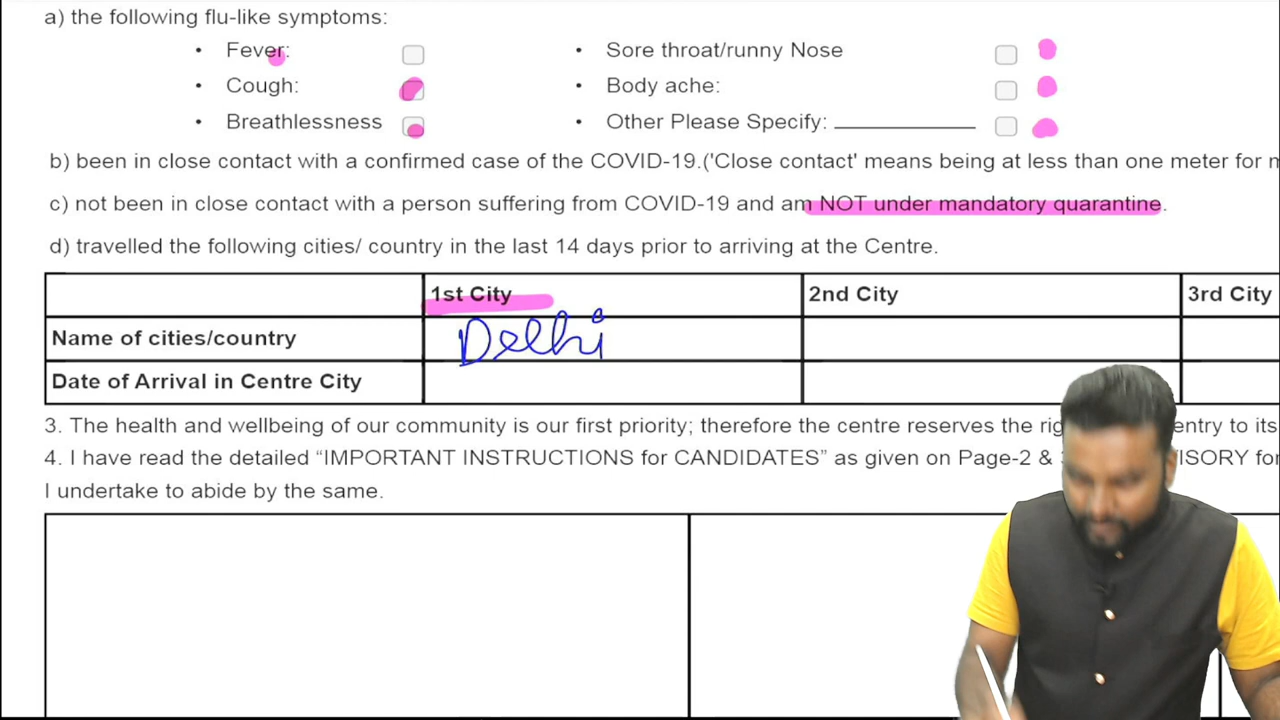 a) the following flu-like symptoms:
• Fever: • Sore throat/runny Nose
• Cough: • Body ache:
• Breathlessness • Other Please Specify: ___________
b) been in close contact with a confirmed case of the COVID-19.('Close contact' means being at less than one meter for
c) not been in close contact with a person suffering from COVID-19 and am NOT under mandatory quarantine.
d) travelled the following cities/ country in the last 14 days prior to arriving at the Centre.
1st City 2nd City 3rd City
Name of cities/country Delhi
Date of Arrival in Centre City
3. The health and wellbeing of our community is our first priority; therefore the centre reserves the entry to its
4. I have read the detailed “IMPORTANT INSTRUCTIONS for CANDIDATES” as given on Page-2 &
I undertake to abide by the same.